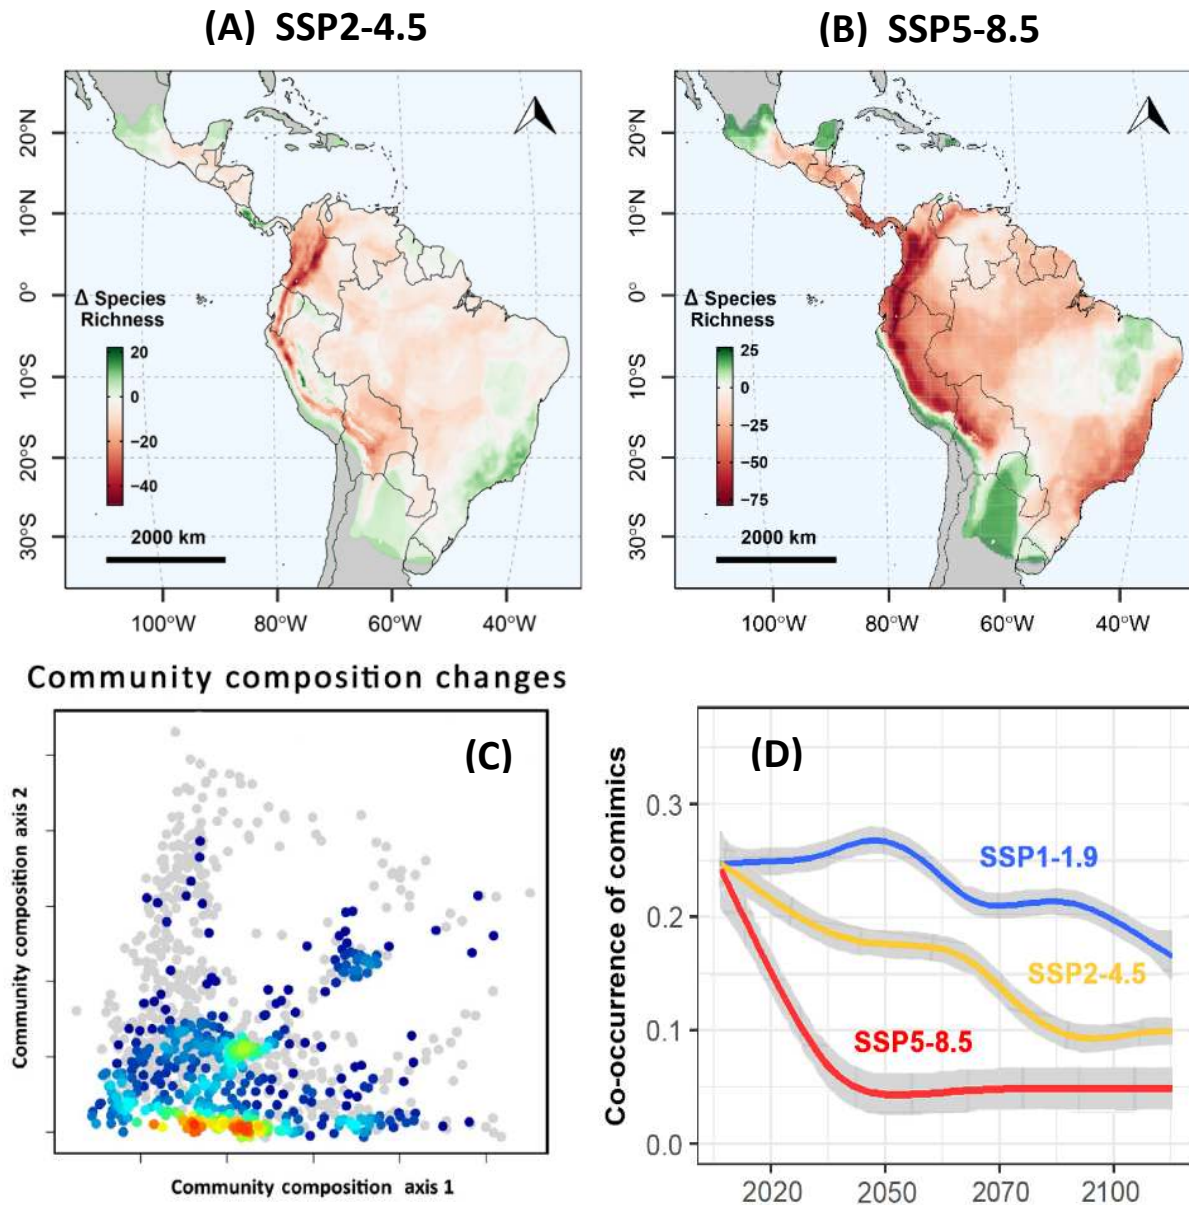 (A) SSP2-4.5
(B) SSP5-8.5
20°N
10°N
0°
10°S
20°S
30°S
Δ Species
Richness
20
0
−20
−40
2000 km
100°W
80°W
60°W
40°W
20°N
10°N
0°
10°S
20°S
30°S
Δ Species
Richness
25
0
−25
−50
−75
2000 km
100°W
80°W
60°W
40°W
Community composition changes
(C)
Community composition axis 2
Community composition axis 1
(D)
Co-occurrence of comimics
0.3
0.2
0.1
0.0
SSP1-1.9
SSP2-4.5
SSP5-8.5
2020
2050
2070
2100